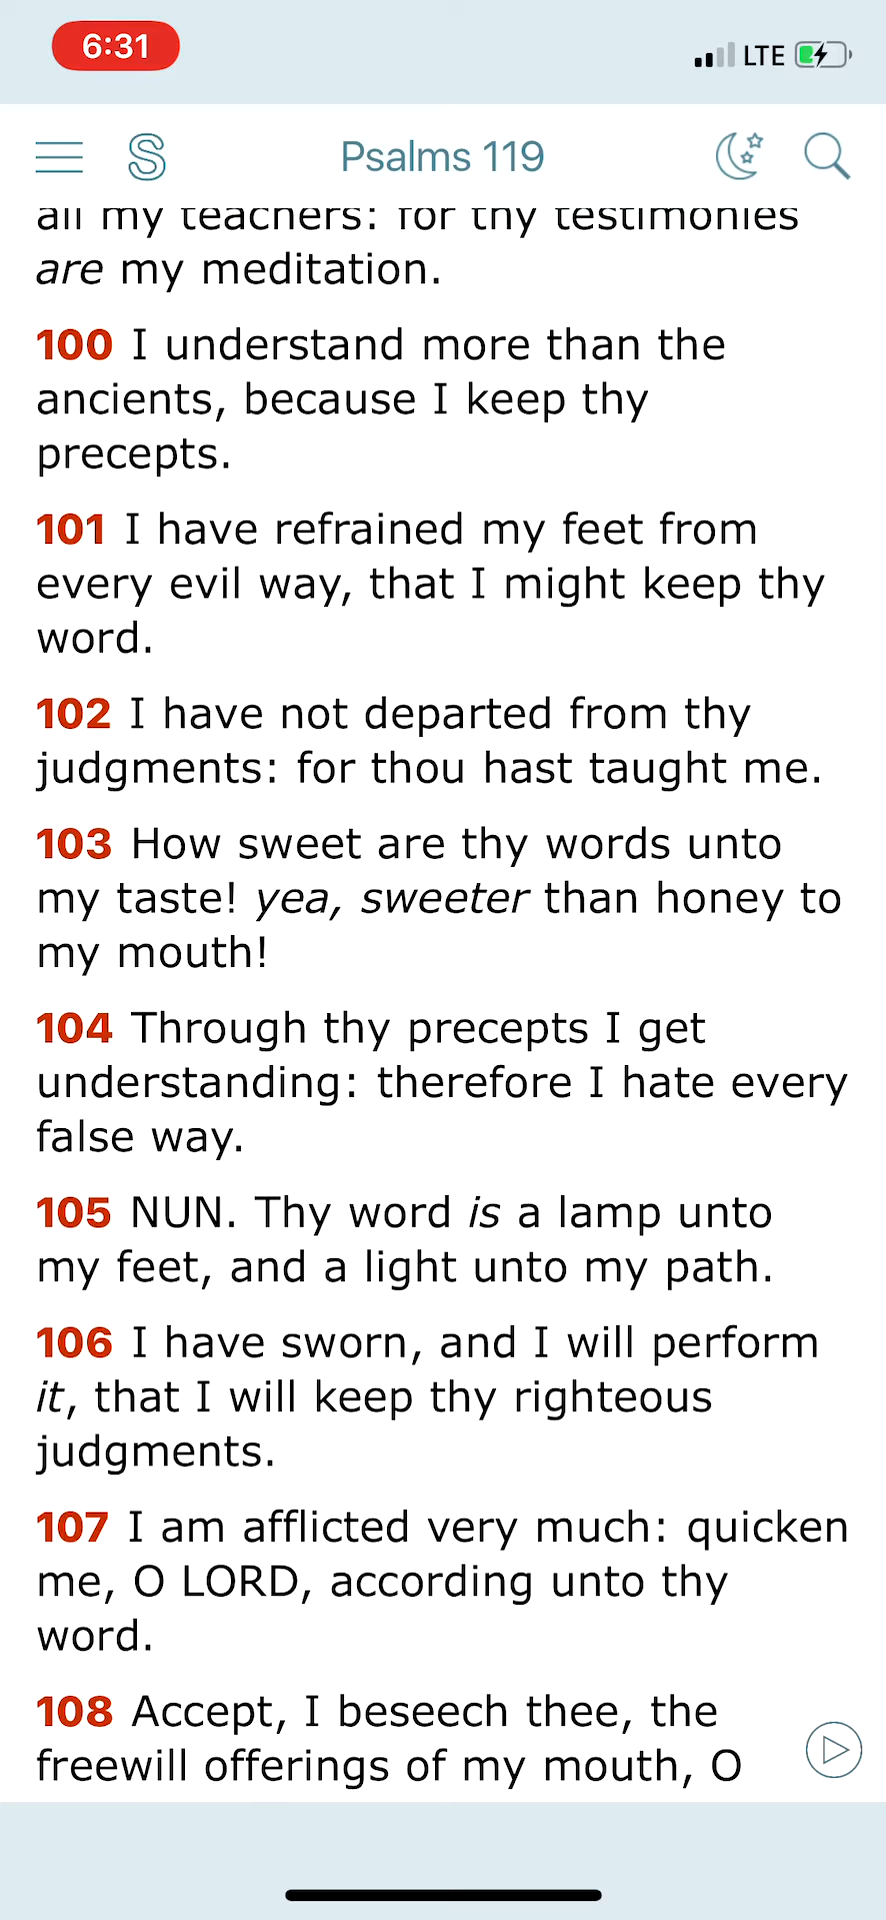 6:31
LTE
S
Psalms 119
all my teachers: for thy testimonies
are my meditation.
100 I understand more than the
ancients, because I keep thy
precepts.
101 I have refrained my feet from
every evil way, that I might keep thy
word.
102 I have not departed from thy
judgments: for thou hast taught me.
103 How sweet are thy words unto
my taste! yea, sweeter than honey to
my mouth!
104 Through thy precepts I get
understanding: therefore I hate every
false way.
105 NUN. Thy word is a lamp unto
my feet, and a light unto my path.
106 I have sworn, and I will perform
it, that I will keep thy righteous
judgments.
107 I am afflicted very much: quicken
me, O LORD, according unto thy
word.
108 Accept, I beseech thee, the
freewill offerings of my mouth, O